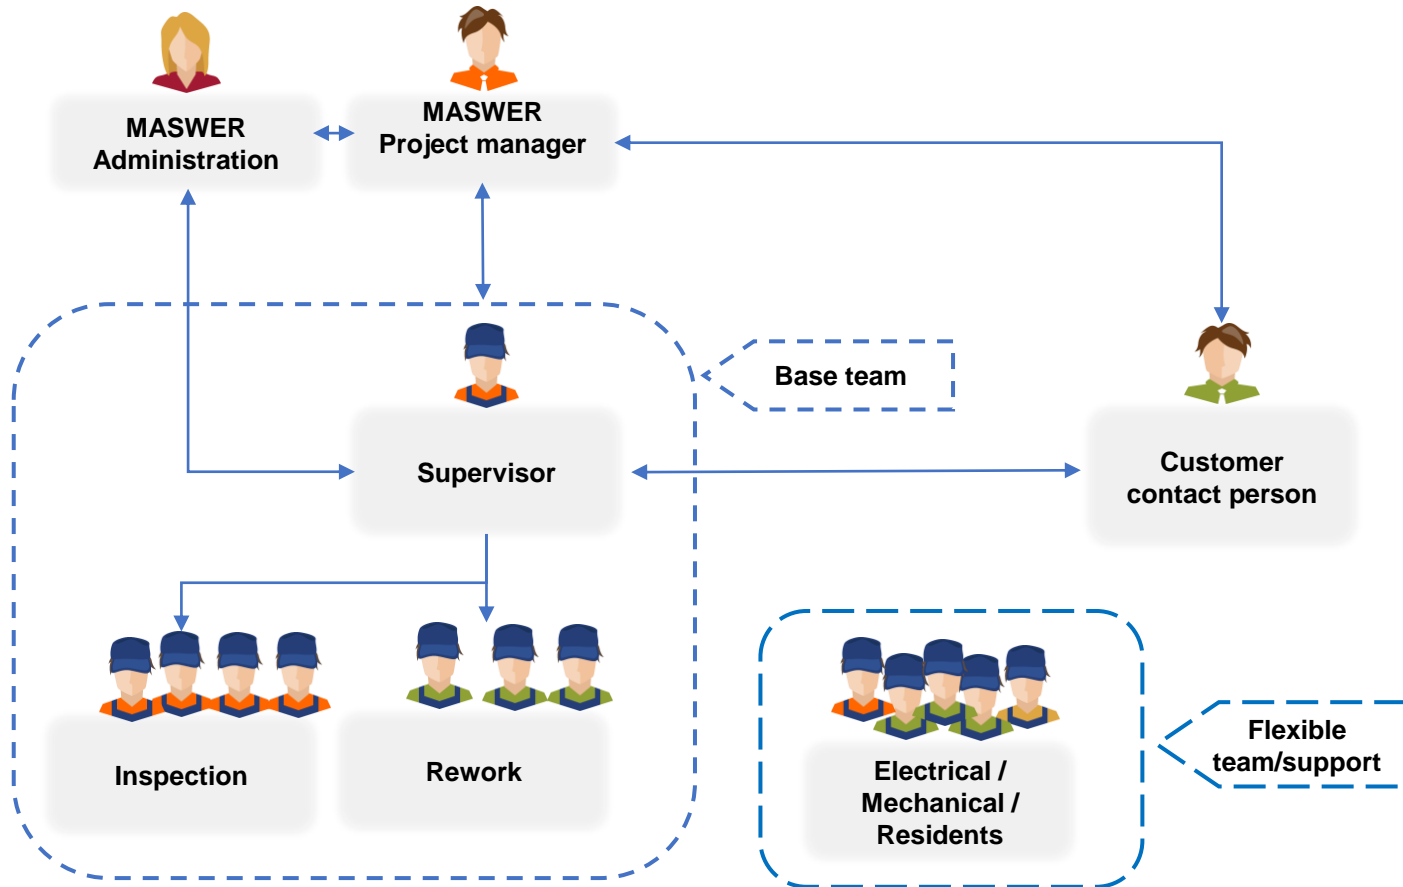 MASWER
Administration
MASWER
Project manager
Base team
Supervisor
Customer
contact person
Inspection
Rework
Electrical /
Mechanical /
Residents
Flexible
team/support